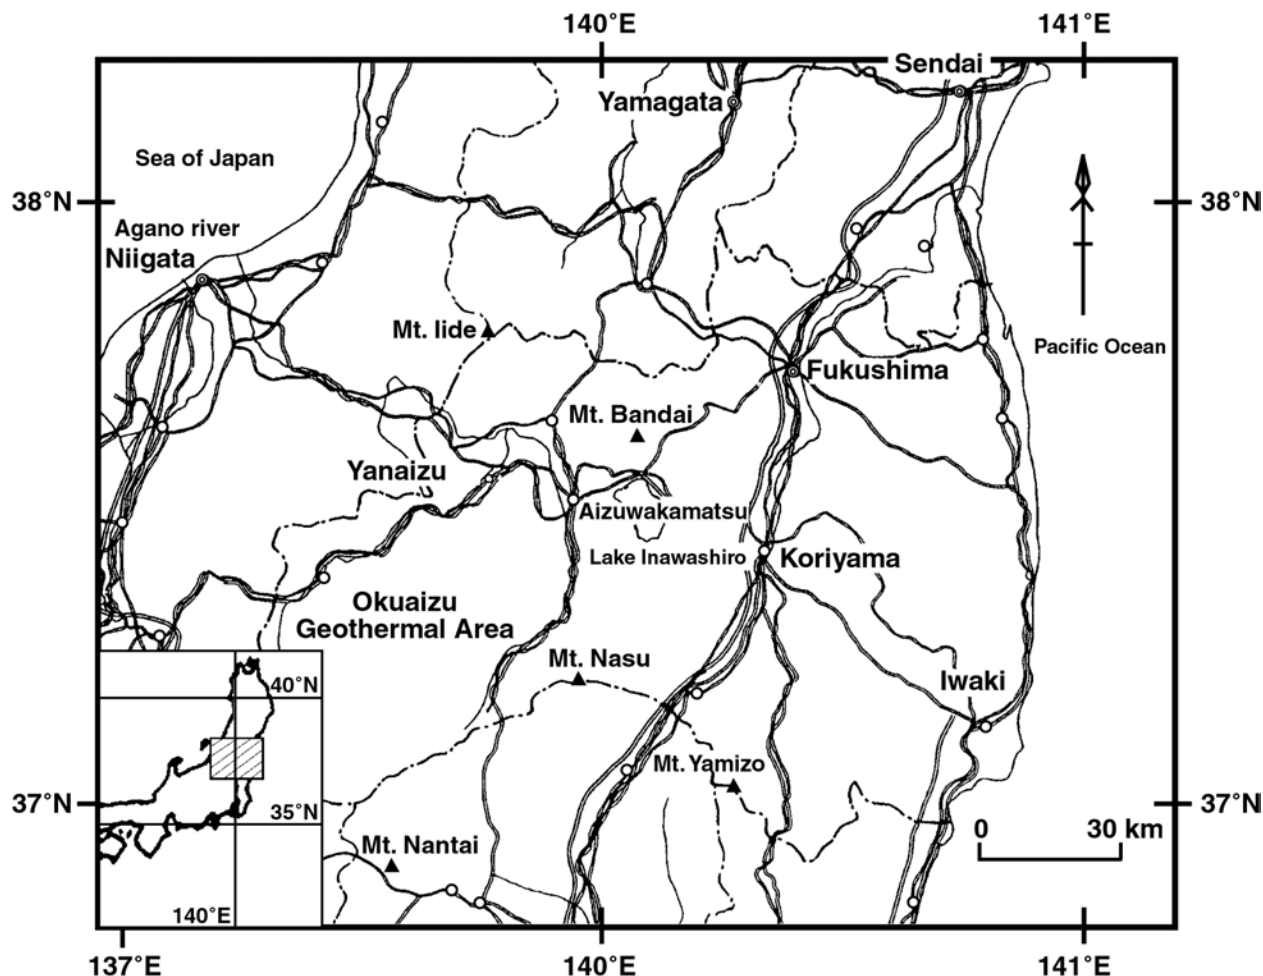 140˚E
141˚E
Sendai
Yamagata
Sea of Japan
38˚N
38˚N
Agano river
Niigata
Mt. Iide
Pacific Ocean
Fukushima
Mt. Bandai
Yanaizu
Aizuwakamatsu
Lake Inawashiro
Koriyama
Okuaizu
Geothermal Area
Mt. Nasu
Iwaki
40˚N
Mt. Yamizo
37˚N
37˚N
35˚N
0
30 km
Mt. Nantai
140˚E
137˚E
140˚E
141˚E